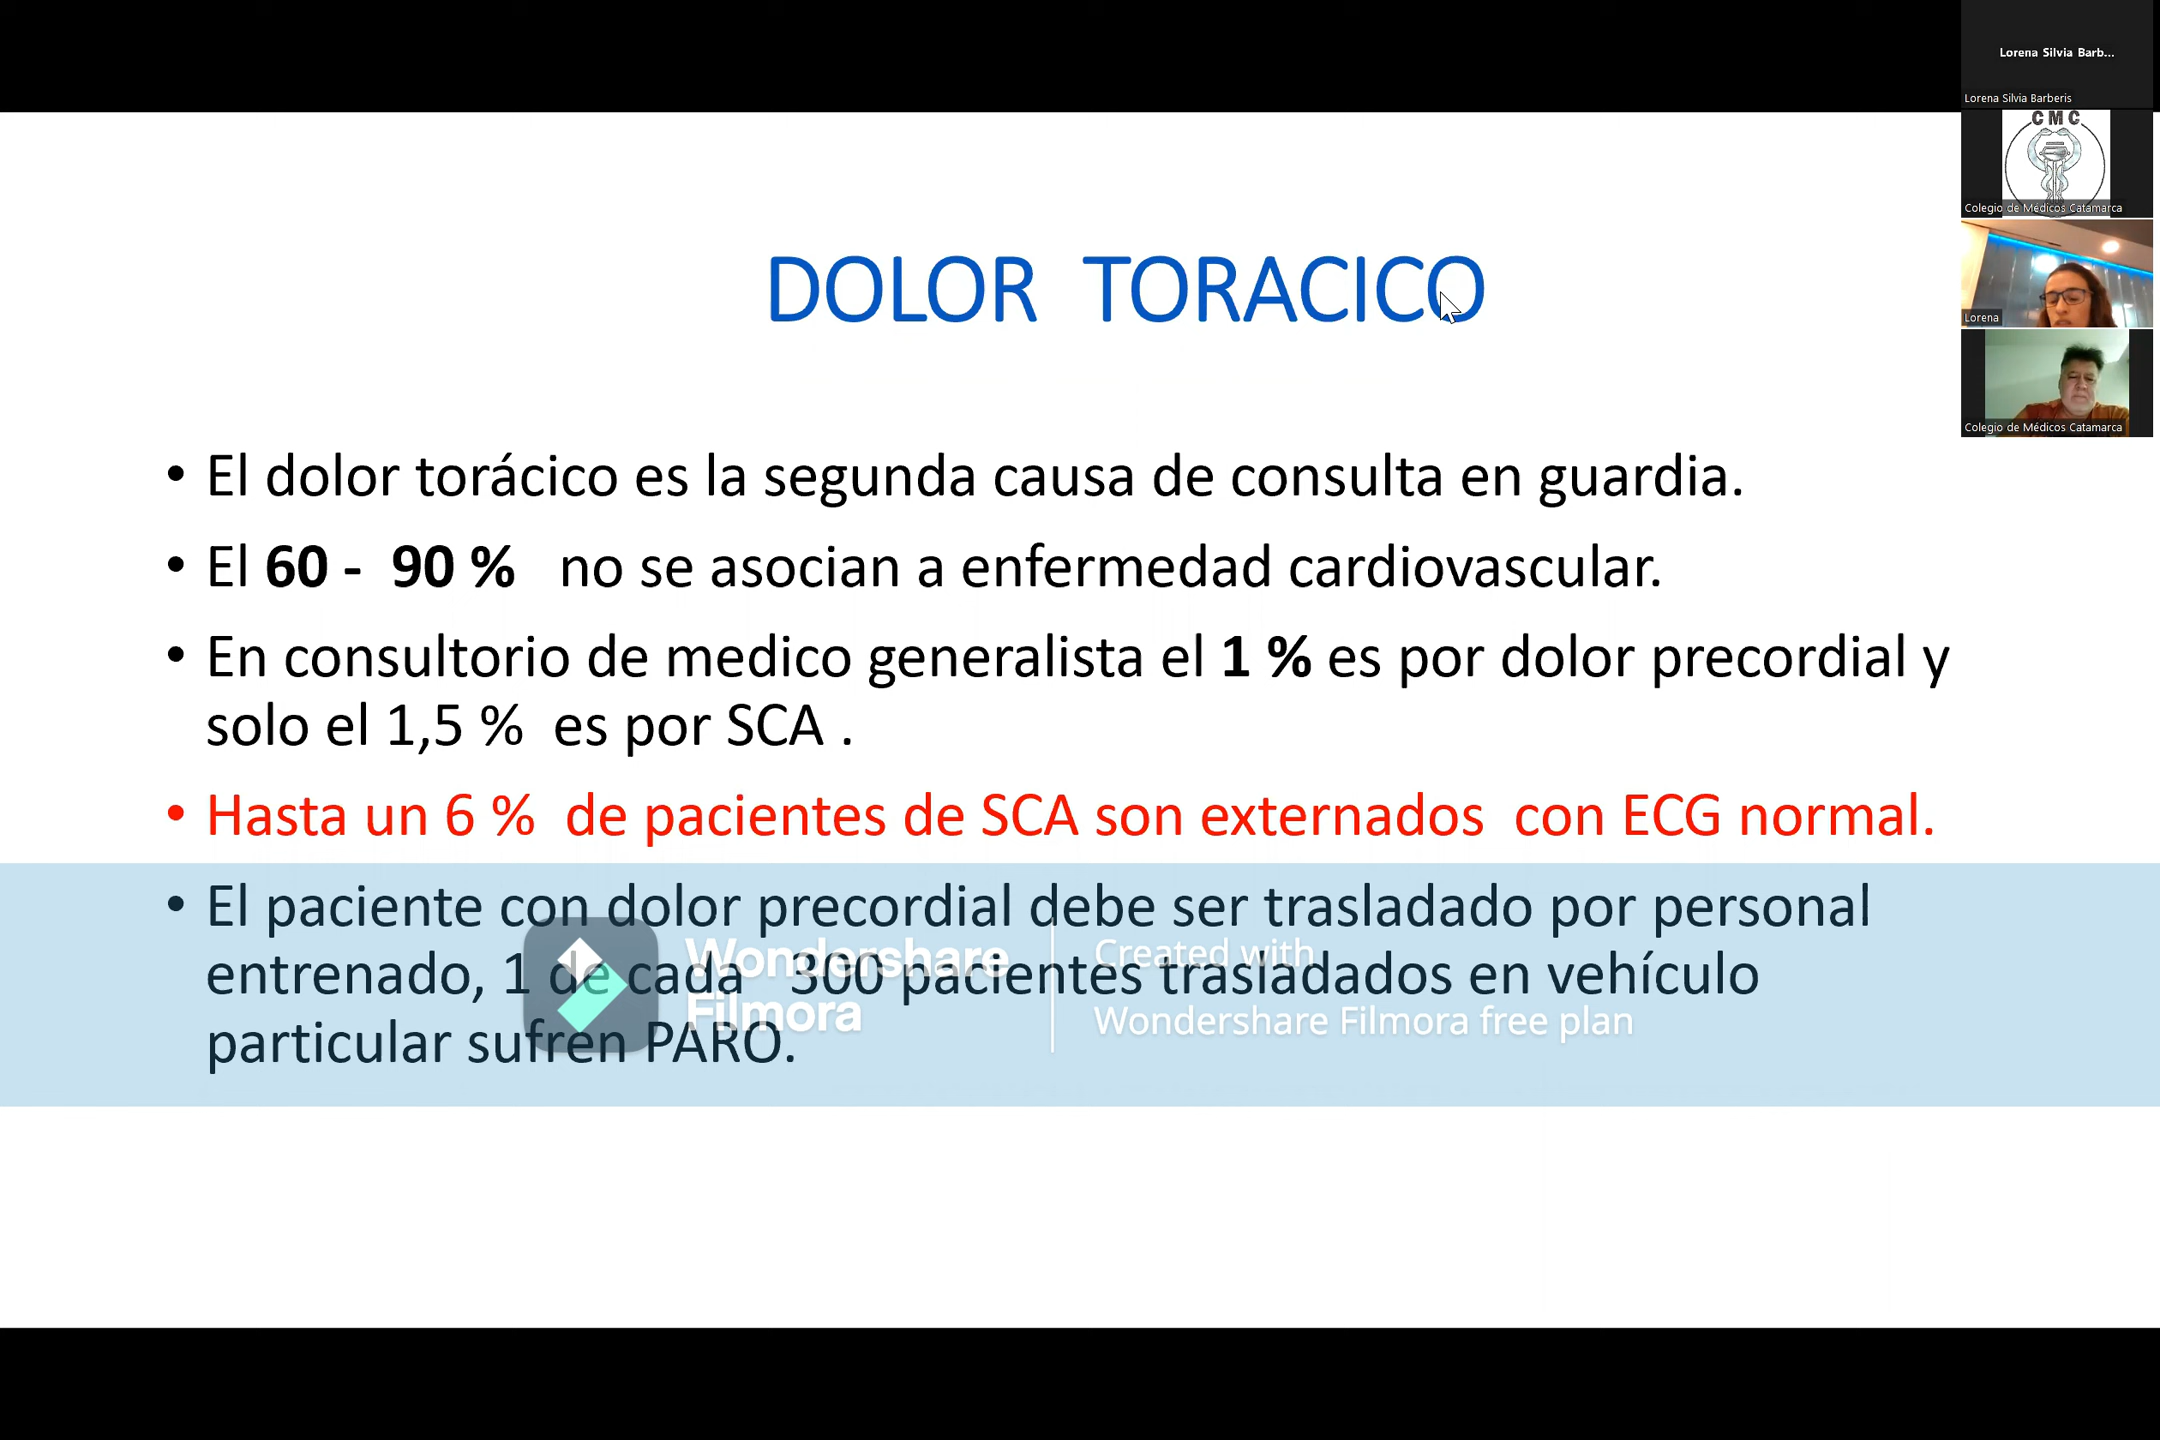 Lorena Silvia Barb...
Lorena Silvia Barberis
CMC
Colegio de Médicos Catamarca
Lorena
Colegio de Médicos Catamarca
DOLOR TORACICO
• El dolor torácico es la segunda causa de consulta en guardia.
• El 60 - 90 % no se asocian a enfermedad cardiovascular.
• En consultorio de medico generalista el 1 % es por dolor precordial y
solo el 1,5 % es por SCA .
• Hasta un 6 % de pacientes de SCA son externados con ECG normal.
• El paciente con dolor precordial debe ser trasladado por personal
entrenado, 1 de cada 300 pacientes trasladados en vehículo
particular sufren PARO.
Wondershare
Filmora
Created with
Wondershare Filmora free plan